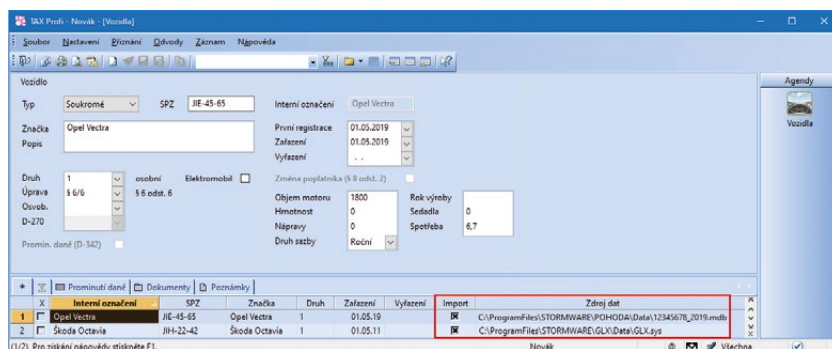 TAX Profi - Novák - [Vozidla]
Soubor Nastavení Přiznání Odvody Záznam Nápověda
Vozidlo
Agendy
Vozidla
Typ Soukromé SPZ JIE-45-65 Interní označení Opel Vectra
Značka Opel Vectra První registrace 01.05.2019
Popis Zařazení 01.05.2019
Vyřazení . .
Druh 1 osobní Elektromobil Změna poplatníka (§ 8 odst. 2)
Úprava § 6/6 § 6 odst. 6 Objem motoru 1800 Rok výroby
Osvob. Hmotnost 0 Sedadla 0
D-270 Nápravy 0 Spotřeba 6,7
Promin. daně (D-342) Druh sazby Roční
* Prominutí daně Dokumenty Poznámky
X Interní označení SPZ Značka Druh Zařazení Vyřazení Import Zdroj dat
1 Opel Vectra JIE-45-65 Opel Vectra 1 01.05.19 C:\ProgramFiles\STORMWARE\POHODA\Data\12345678_2019.mdb
2 Škoda Octavia JIH-22-42 Škoda Octavia 1 01.05.11 C:\ProgramFiles\STORMWARE\GLX\Data\GLX.sys
(1/2) Pro získání nápovědy stiskněte F1. Novák Všechna